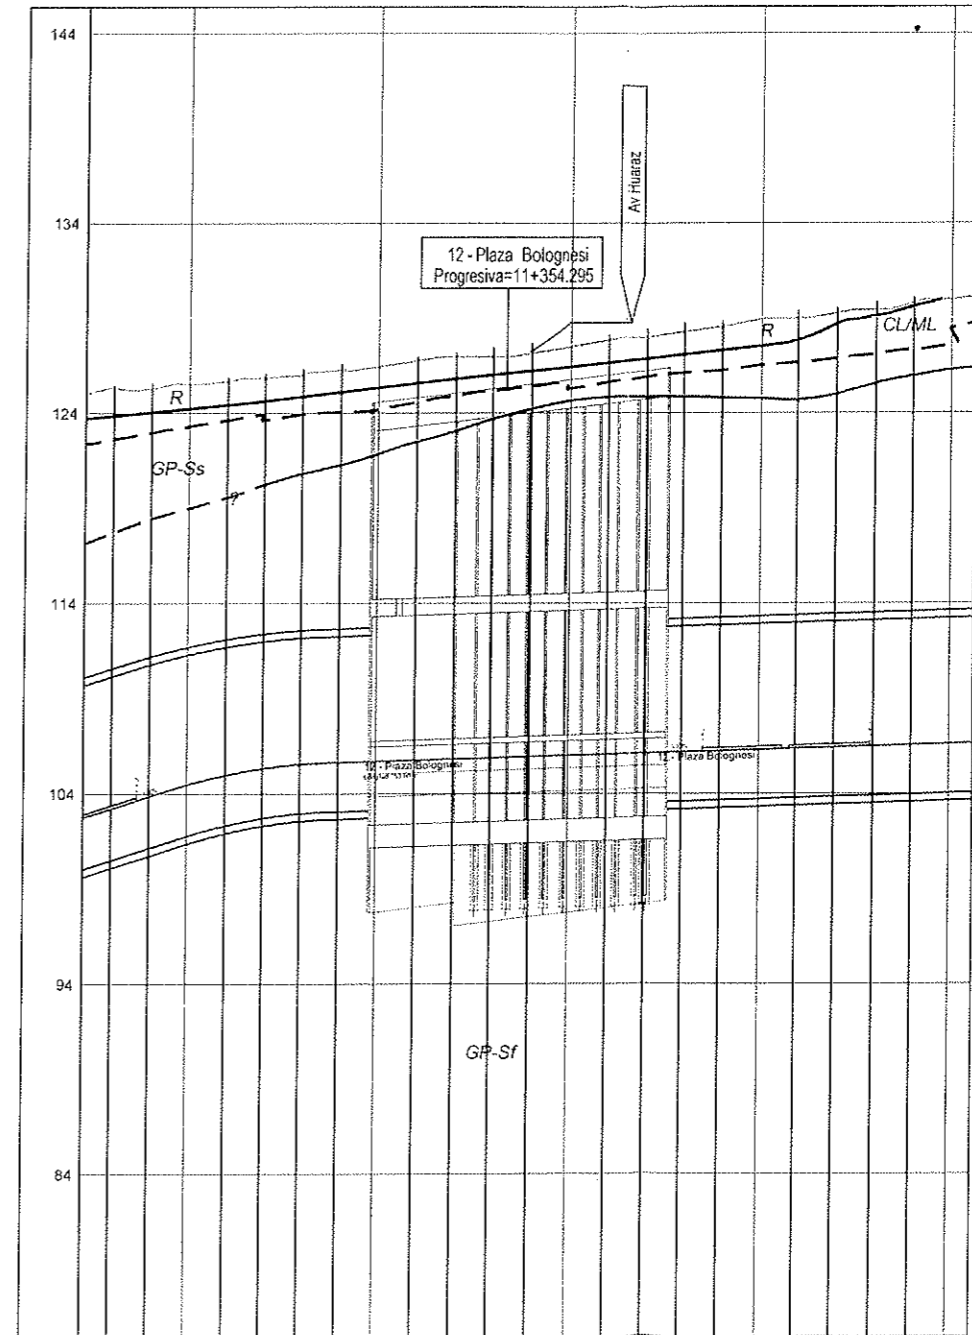 144
Av Huaraz
134
12 - Plaza Bolognesi
Progresiva=11+354.295
R
CL/ML
R
124
GP-Ss
?
114
12 - Plaza Bolognesi
12 - Plaza Bolognesi
104
94
GP-Sf
84